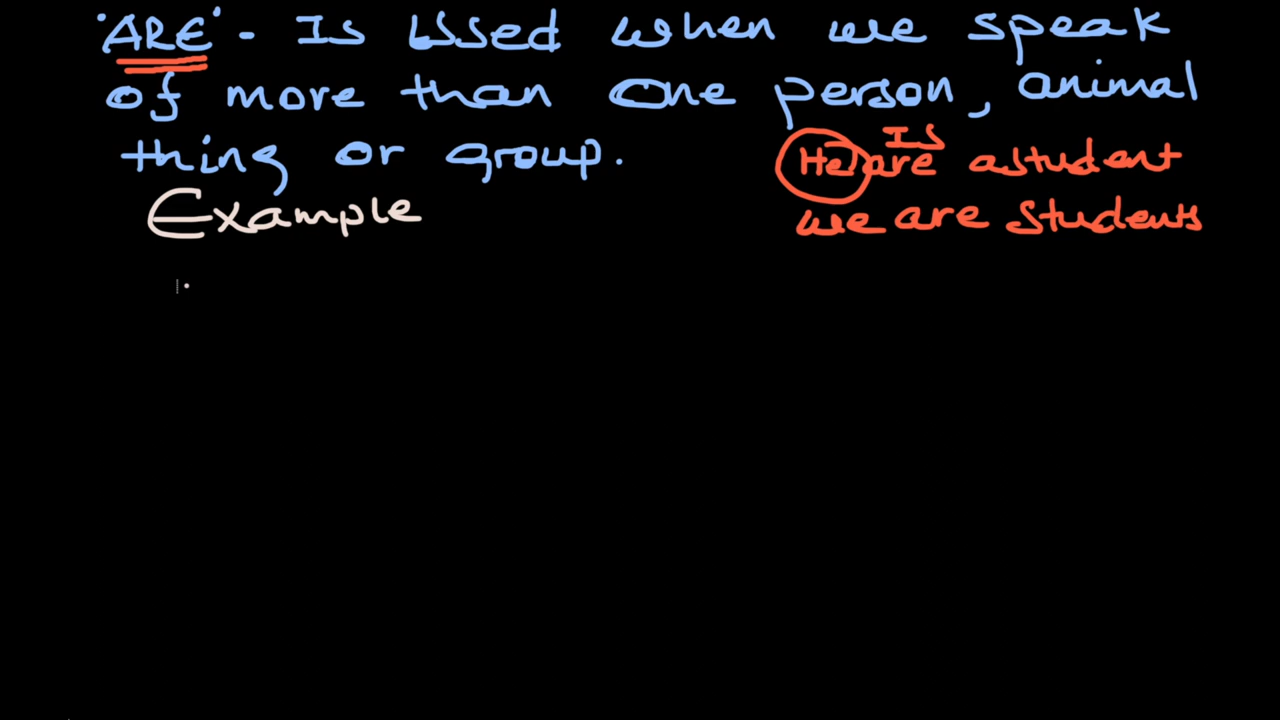 'ARE' - Is Used when we speak
of more than one person, animal
thing or group.
Example
Is
He are a student
we are students